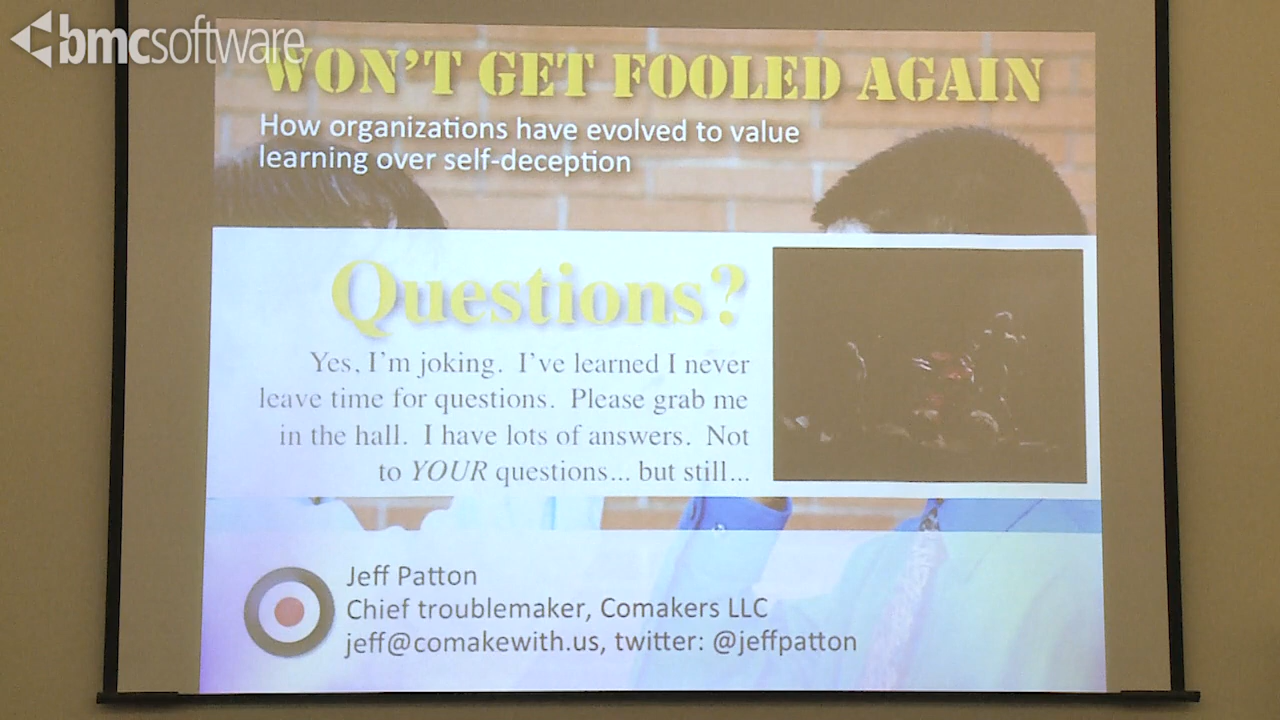 bmcsoftware
WON'T GET FOOLED AGAIN
How organizations have evolved to value
learning over self-deception
Questions?
Yes, I'm joking. I've learned I never
leave time for questions. Please grab me
in the hall. I have lots of answers. Not
to YOUR questions... but still...
Jeff Patton
Chief troublemaker, Comakers LLC
jeff@comakewith.us, twitter: @jeffpatton